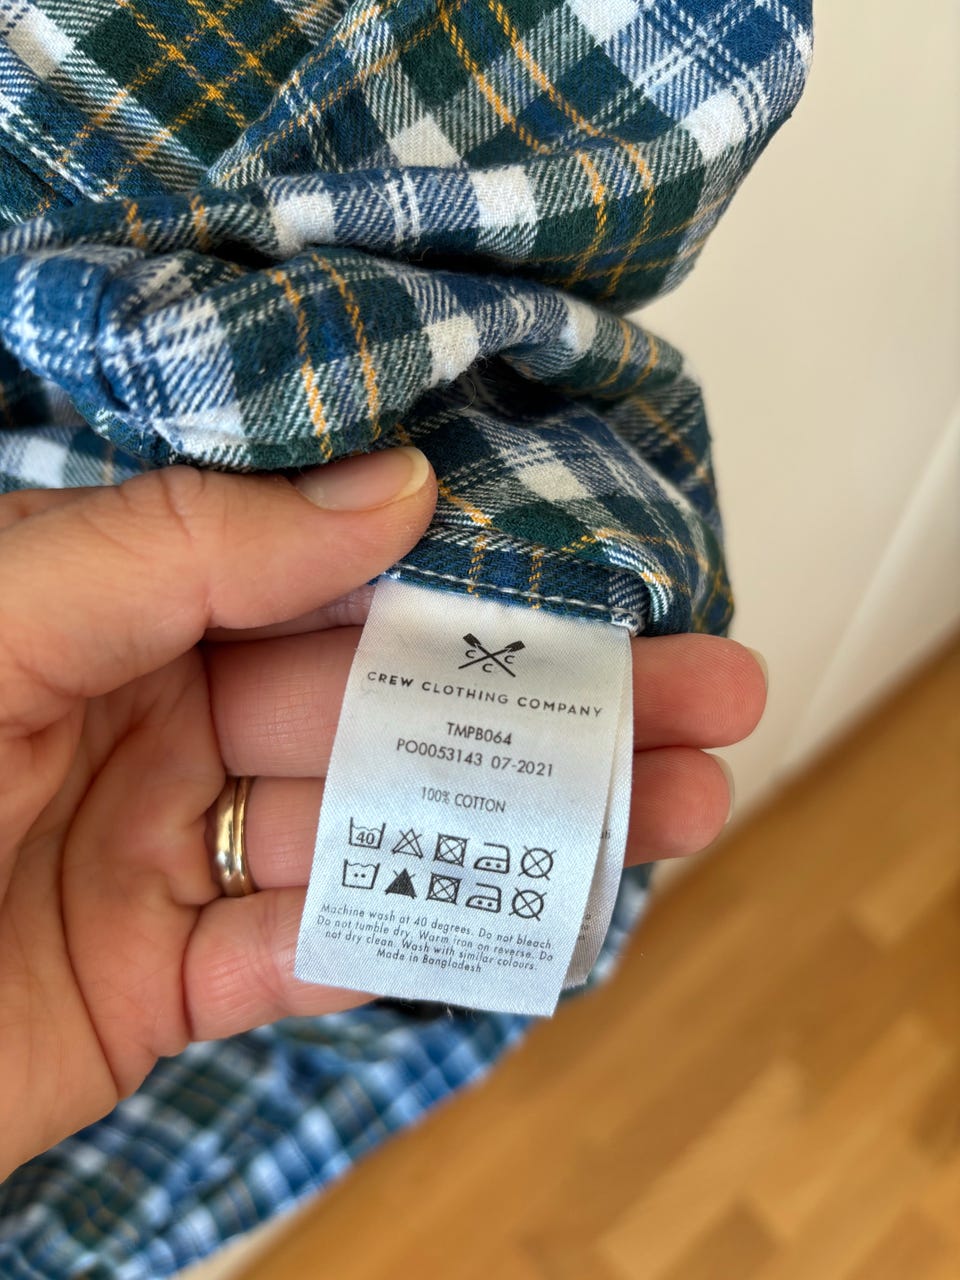 C C C
CREW CLOTHING COMPANY
TMPB064
PO0053143 07-2021
100% COTTON
40
Machine wash at 40 degrees. Do not bleach.
Do not tumble dry. Warm iron on reverse. Do
not dry clean. Wash with similar colours.
Made in Bangladesh